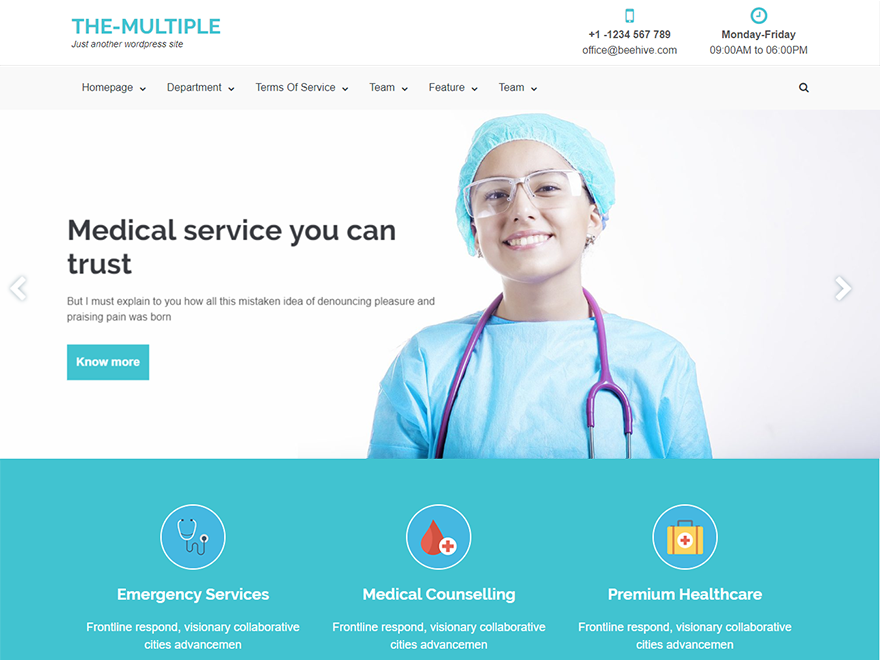 THE-MULTIPLE
Just another wordpress site
+1 -1234 567 789
office@beehive.com
Monday-Friday
09:00AM to 06:00PM
Homepage Department Terms Of Service Team Feature Team
Medical service you can
trust
But I must explain to you how all this mistaken idea of denouncing pleasure and
praising pain was born
Know more
Emergency Services
Frontline respond, visionary collaborative
cities advancemen
Medical Counselling
Frontline respond, visionary collaborative
cities advancemen
Premium Healthcare
Frontline respond, visionary collaborative
cities advancemen